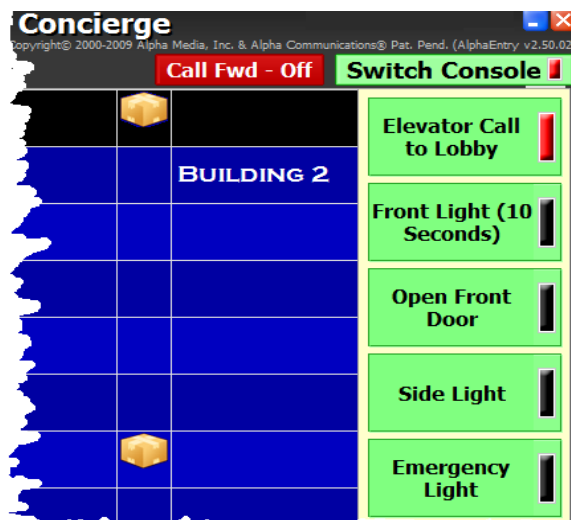 Concierge
Copyright© 2000-2009 Alpha Media, Inc. & Alpha Communications® Pat. Pend. (AlphaEntry v2.50.02
Call Fwd - Off
Switch Console
Elevator Call
to Lobby
BUILDING 2
Front Light (10
Seconds)
Open Front
Door
Side Light
Emergency
Light